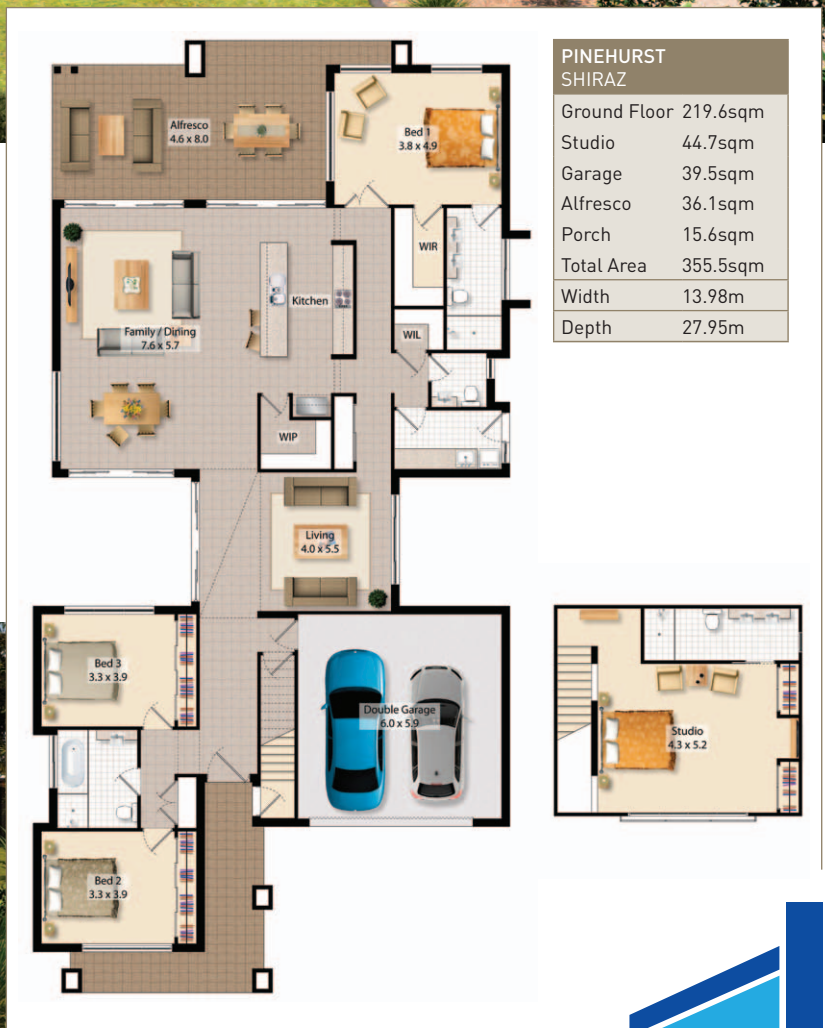 PINEHURST
SHIRAZ
Ground Floor 219.6sqm
Studio 44.7sqm
Garage 39.5sqm
Alfresco 36.1sqm
Porch 15.6sqm
Total Area 355.5sqm
Width 13.98m
Depth 27.95m
Alfresco
4.6 x 8.0
Bed 1
3.8 x 4.9
WIR
Kitchen
Family / Dining
7.6 x 5.7
WIL
WIP
Living
4.0 x 5.5
Bed 3
3.3 x 3.9
Double Garage
6.0 x 5.9
Studio
4.3 x 5.2
Bed 2
3.3 x 3.9